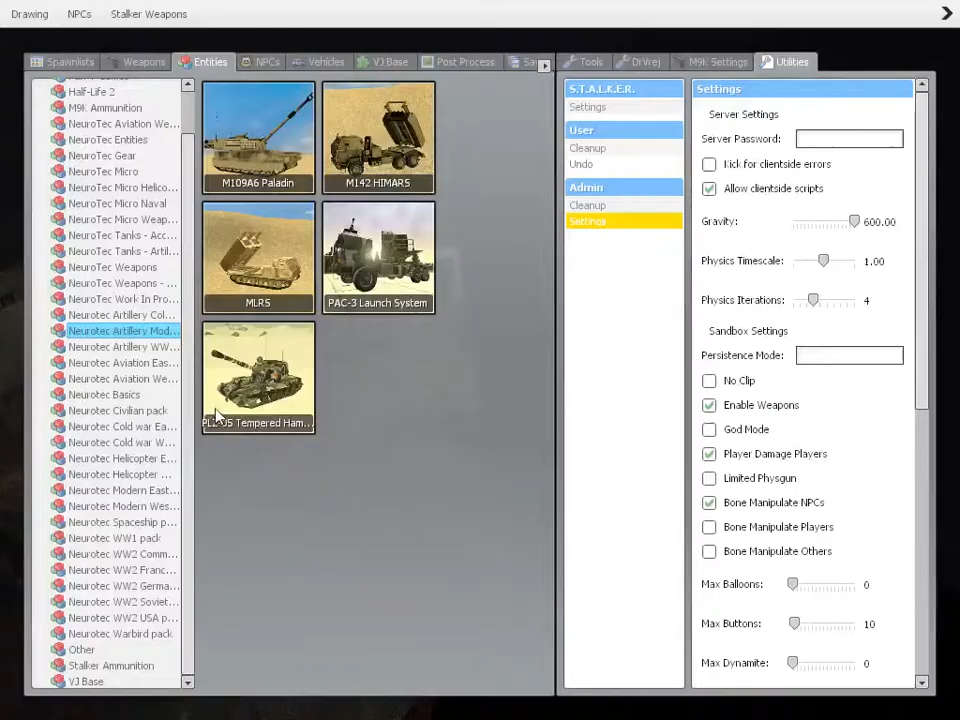 Drawing NPCs Stalker Weapons
Spawnlists Weapons Entities NPCs Vehicles VJ Base Post Process Sa
Tools DrVrej M9K Settings Utilities
Half-Life 2
M9K Ammunition
NeuroTec Aviation We...
NeuroTec Entities
NeuroTec Gear
NeuroTec Micro
NeuroTec Micro Helico...
NeuroTec Micro Naval
NeuroTec Micro Weap...
NeuroTec Tanks - Acc...
NeuroTec Tanks - Artil...
NeuroTec Weapons
NeuroTec Weapons - ...
NeuroTec Work In Pro...
Neurotec Artillery Col...
Neurotec Artillery Mod...
Neurotec Artillery WW...
Neurotec Aviation Eas...
Neurotec Aviation We...
Neurotec Basics
Neurotec Civilian pack
Neurotec Cold war Ea...
Neurotec Cold war W...
Neurotec Helicopter E...
Neurotec Helicopter ...
Neurotec Modern East...
Neurotec Modern Wes...
Neurotec Spaceship p...
Neurotec WW1 pack
Neurotec WW2 Comm...
Neurotec WW2 Franc...
Neurotec WW2 Germa...
Neurotec WW2 Soviet...
Neurotec WW2 USA p...
Neurotec Warbird pack
Other
Stalker Ammunition
VJ Base
M109A6 Paladin
M142 HIMARS
MLRS
PAC-3 Launch System
Tempered Ham...
S.T.A.L.K.E.R.
Settings
User
Cleanup
Undo
Admin
Cleanup
Settings
Settings
Server Settings
Server Password:
Kick for clientside errors
Allow clientside scripts
Gravity: 600.00
Physics Timescale: 1.00
Physics Iterations: 4
Sandbox Settings
Persistence Mode:
No Clip
Enable Weapons
God Mode
Player Damage Players
Limited Physgun
Bone Manipulate NPCs
Bone Manipulate Players
Bone Manipulate Others
Max Balloons: 0
Max Buttons: 10
Max Dynamite: 0